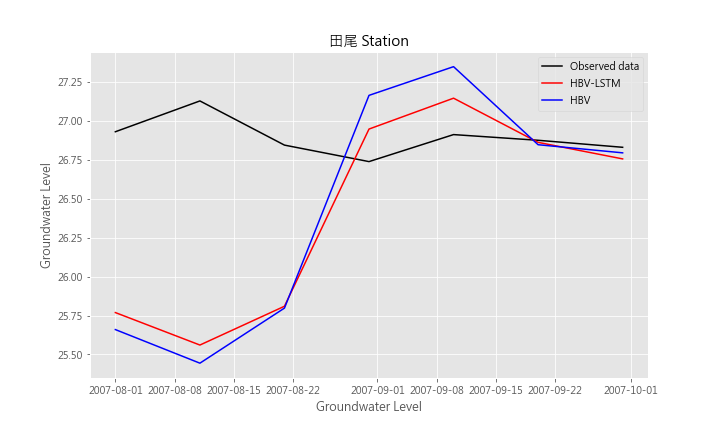 田尾 Station
Observed data
HBV-LSTM
HBV
Groundwater Level
27.25
27.00
26.75
26.50
26.25
26.00
25.75
25.50
2007-08-01 2007-08-08 2007-08-15 2007-08-22 2007-09-01 2007-09-08 2007-09-15 2007-09-22 2007-10-01
Groundwater Level